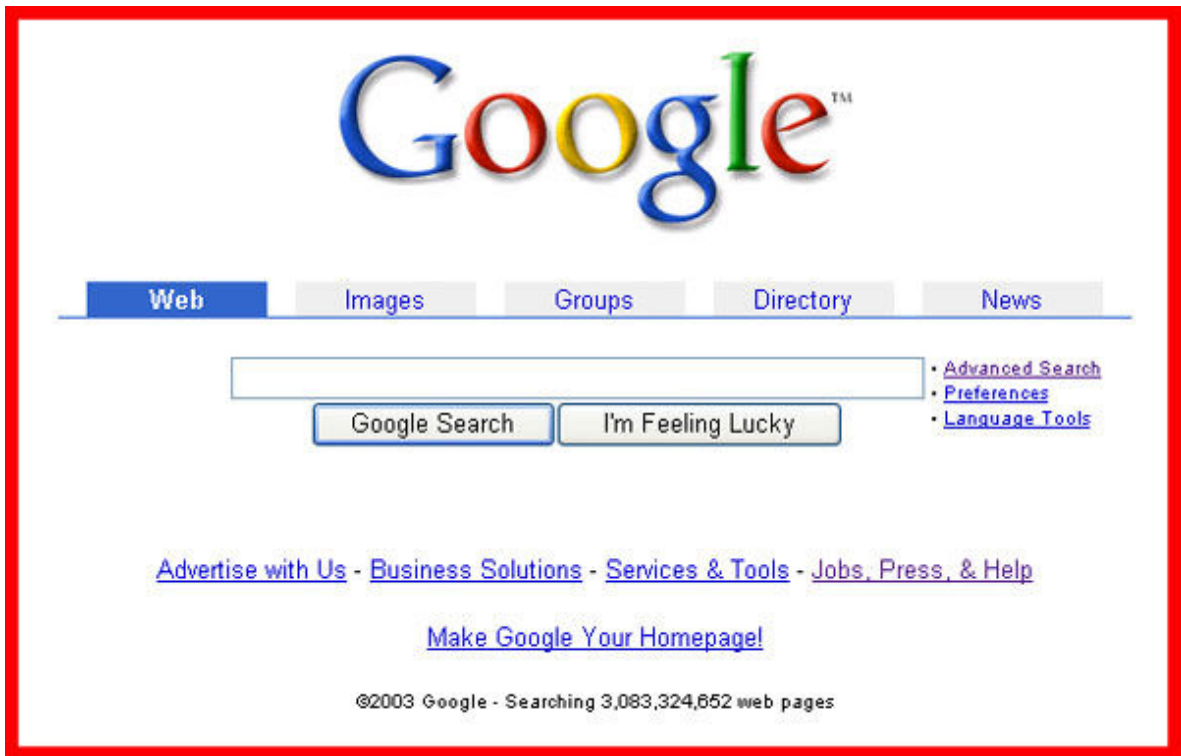 Google™
Web Images Groups Directory News
• Advanced Search
• Preferences
• Language Tools
Google Search I'm Feeling Lucky
Advertise with Us - Business Solutions - Services & Tools - Jobs, Press, & Help
Make Google Your Homepage!
©2003 Google - Searching 3,083,324,652 web pages